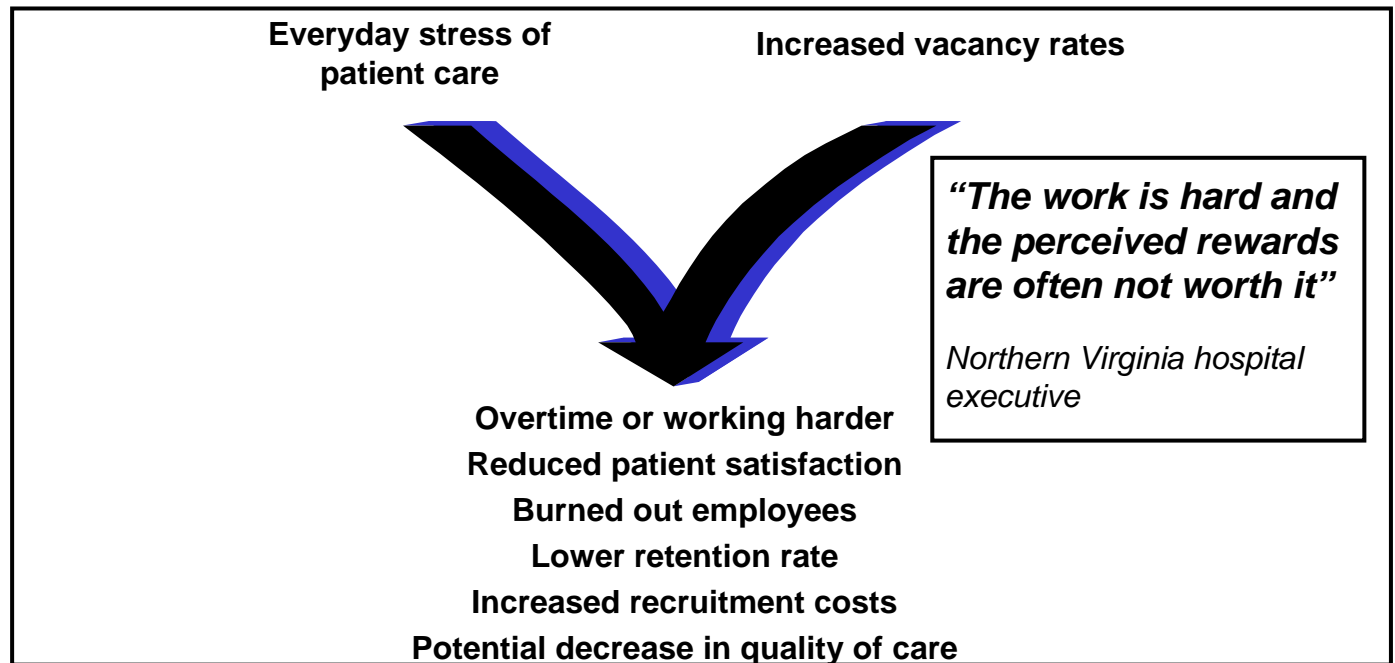 Everyday stress of
patient care
Increased vacancy rates
“The work is hard and
the perceived rewards
are often not worth it”
Northern Virginia hospital
executive
Overtime or working harder
Reduced patient satisfaction
Burned out employees
Lower retention rate
Increased recruitment costs
Potential decrease in quality of care